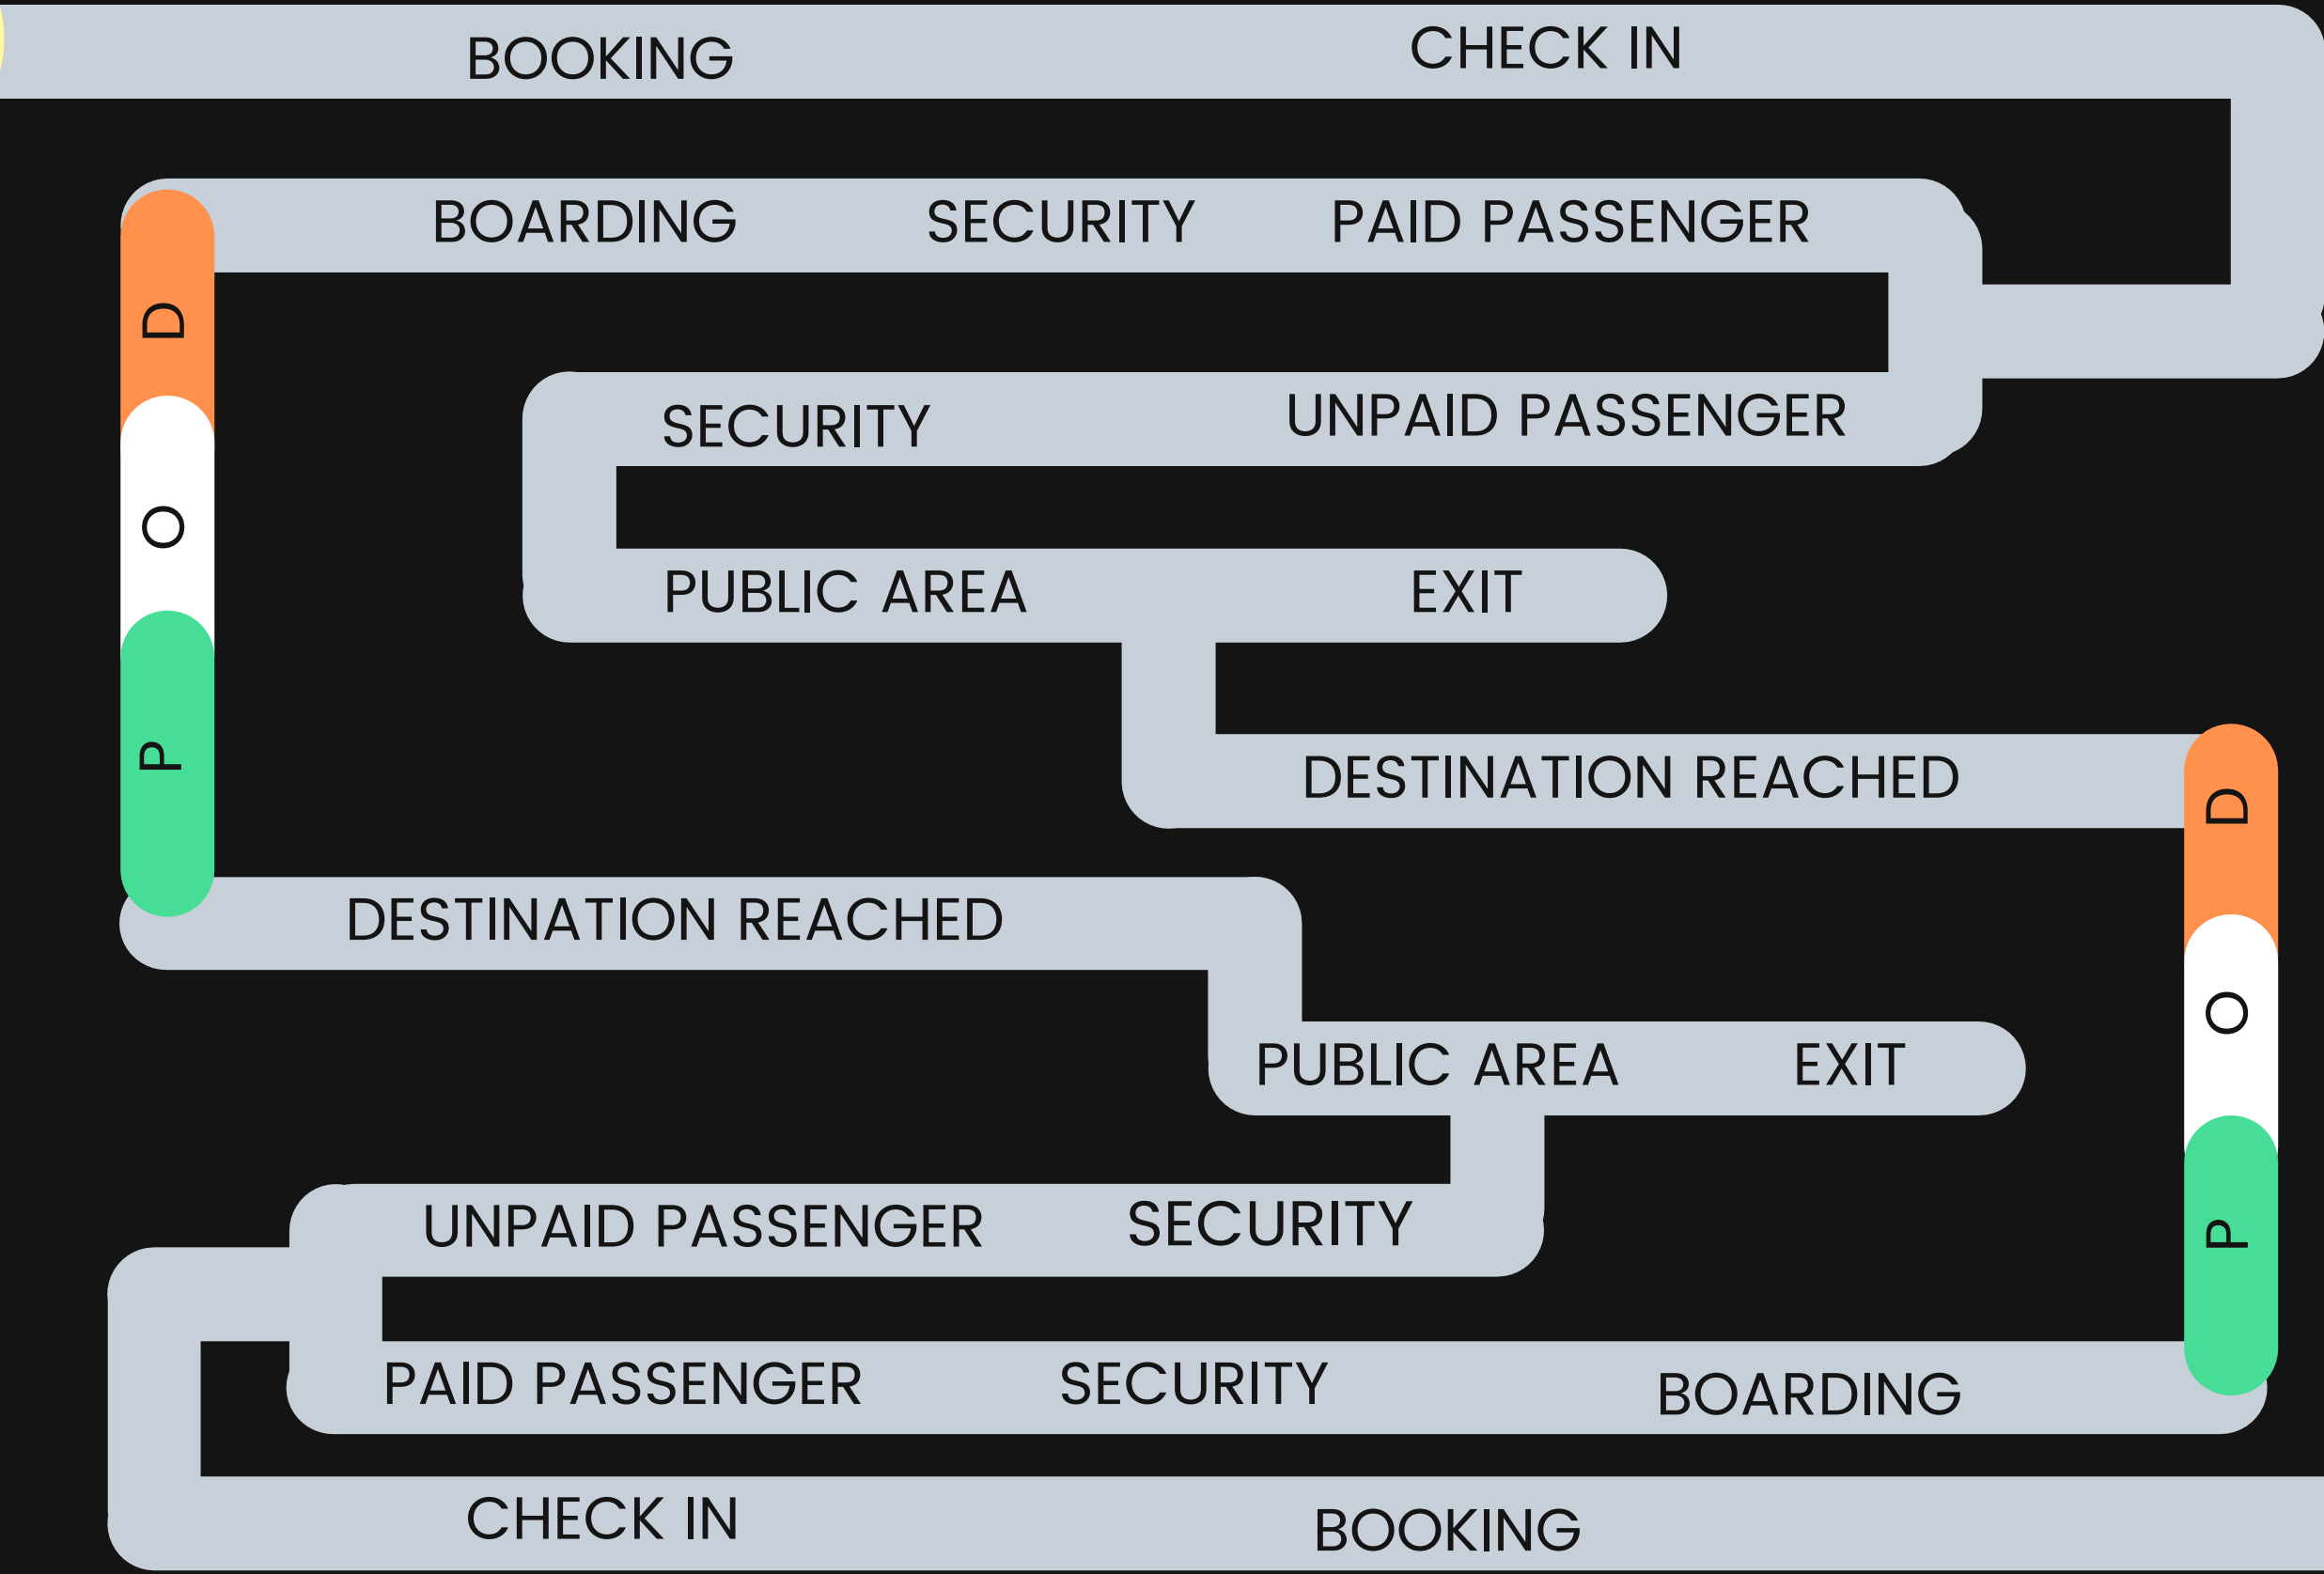 BOOKING
CHECK IN
BOARDING
SECURITY
PAID PASSENGER
D
SECURITY
UNPAID PASSENGER
O
PUBLIC AREA
EXIT
P
DESTINATION REACHED
D
DESTINATION REACHED
O
PUBLIC AREA
EXIT
UNPAID PASSENGER
SECURITY
P
PAID PASSENGER
SECURITY
BOARDING
CHECK IN
BOOKING